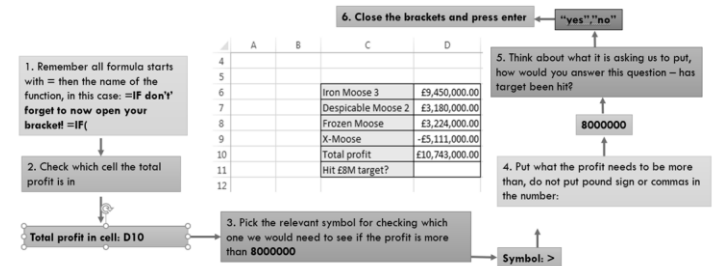 6. Close the brackets and press enter
"yes","no"
1. Remember all formula starts
with = then the name of the
function, in this case: =IF don't'
forget to now open your
bracket! =IF(
A B C D
4
5
6 Iron Moose 3 £9,450,000.00
7 Despicable Moose 2 £3,180,000.00
8 Frozen Moose £3,224,000.00
9 X-Moose -£5,111,000.00
10 Total profit £10,743,000.00
11 Hit £8M target?
12
5. Think about what it is asking us to put,
how would you answer this question – has
target been hit?
8000000
2. Check which cell the total
profit is in
4. Put what the profit needs to be more
than, do not put pound sign or commas in
the number:
Total profit in cell: D10
3. Pick the relevant symbol for checking which
one we would need to see if the profit is more
than 8000000
Symbol: >